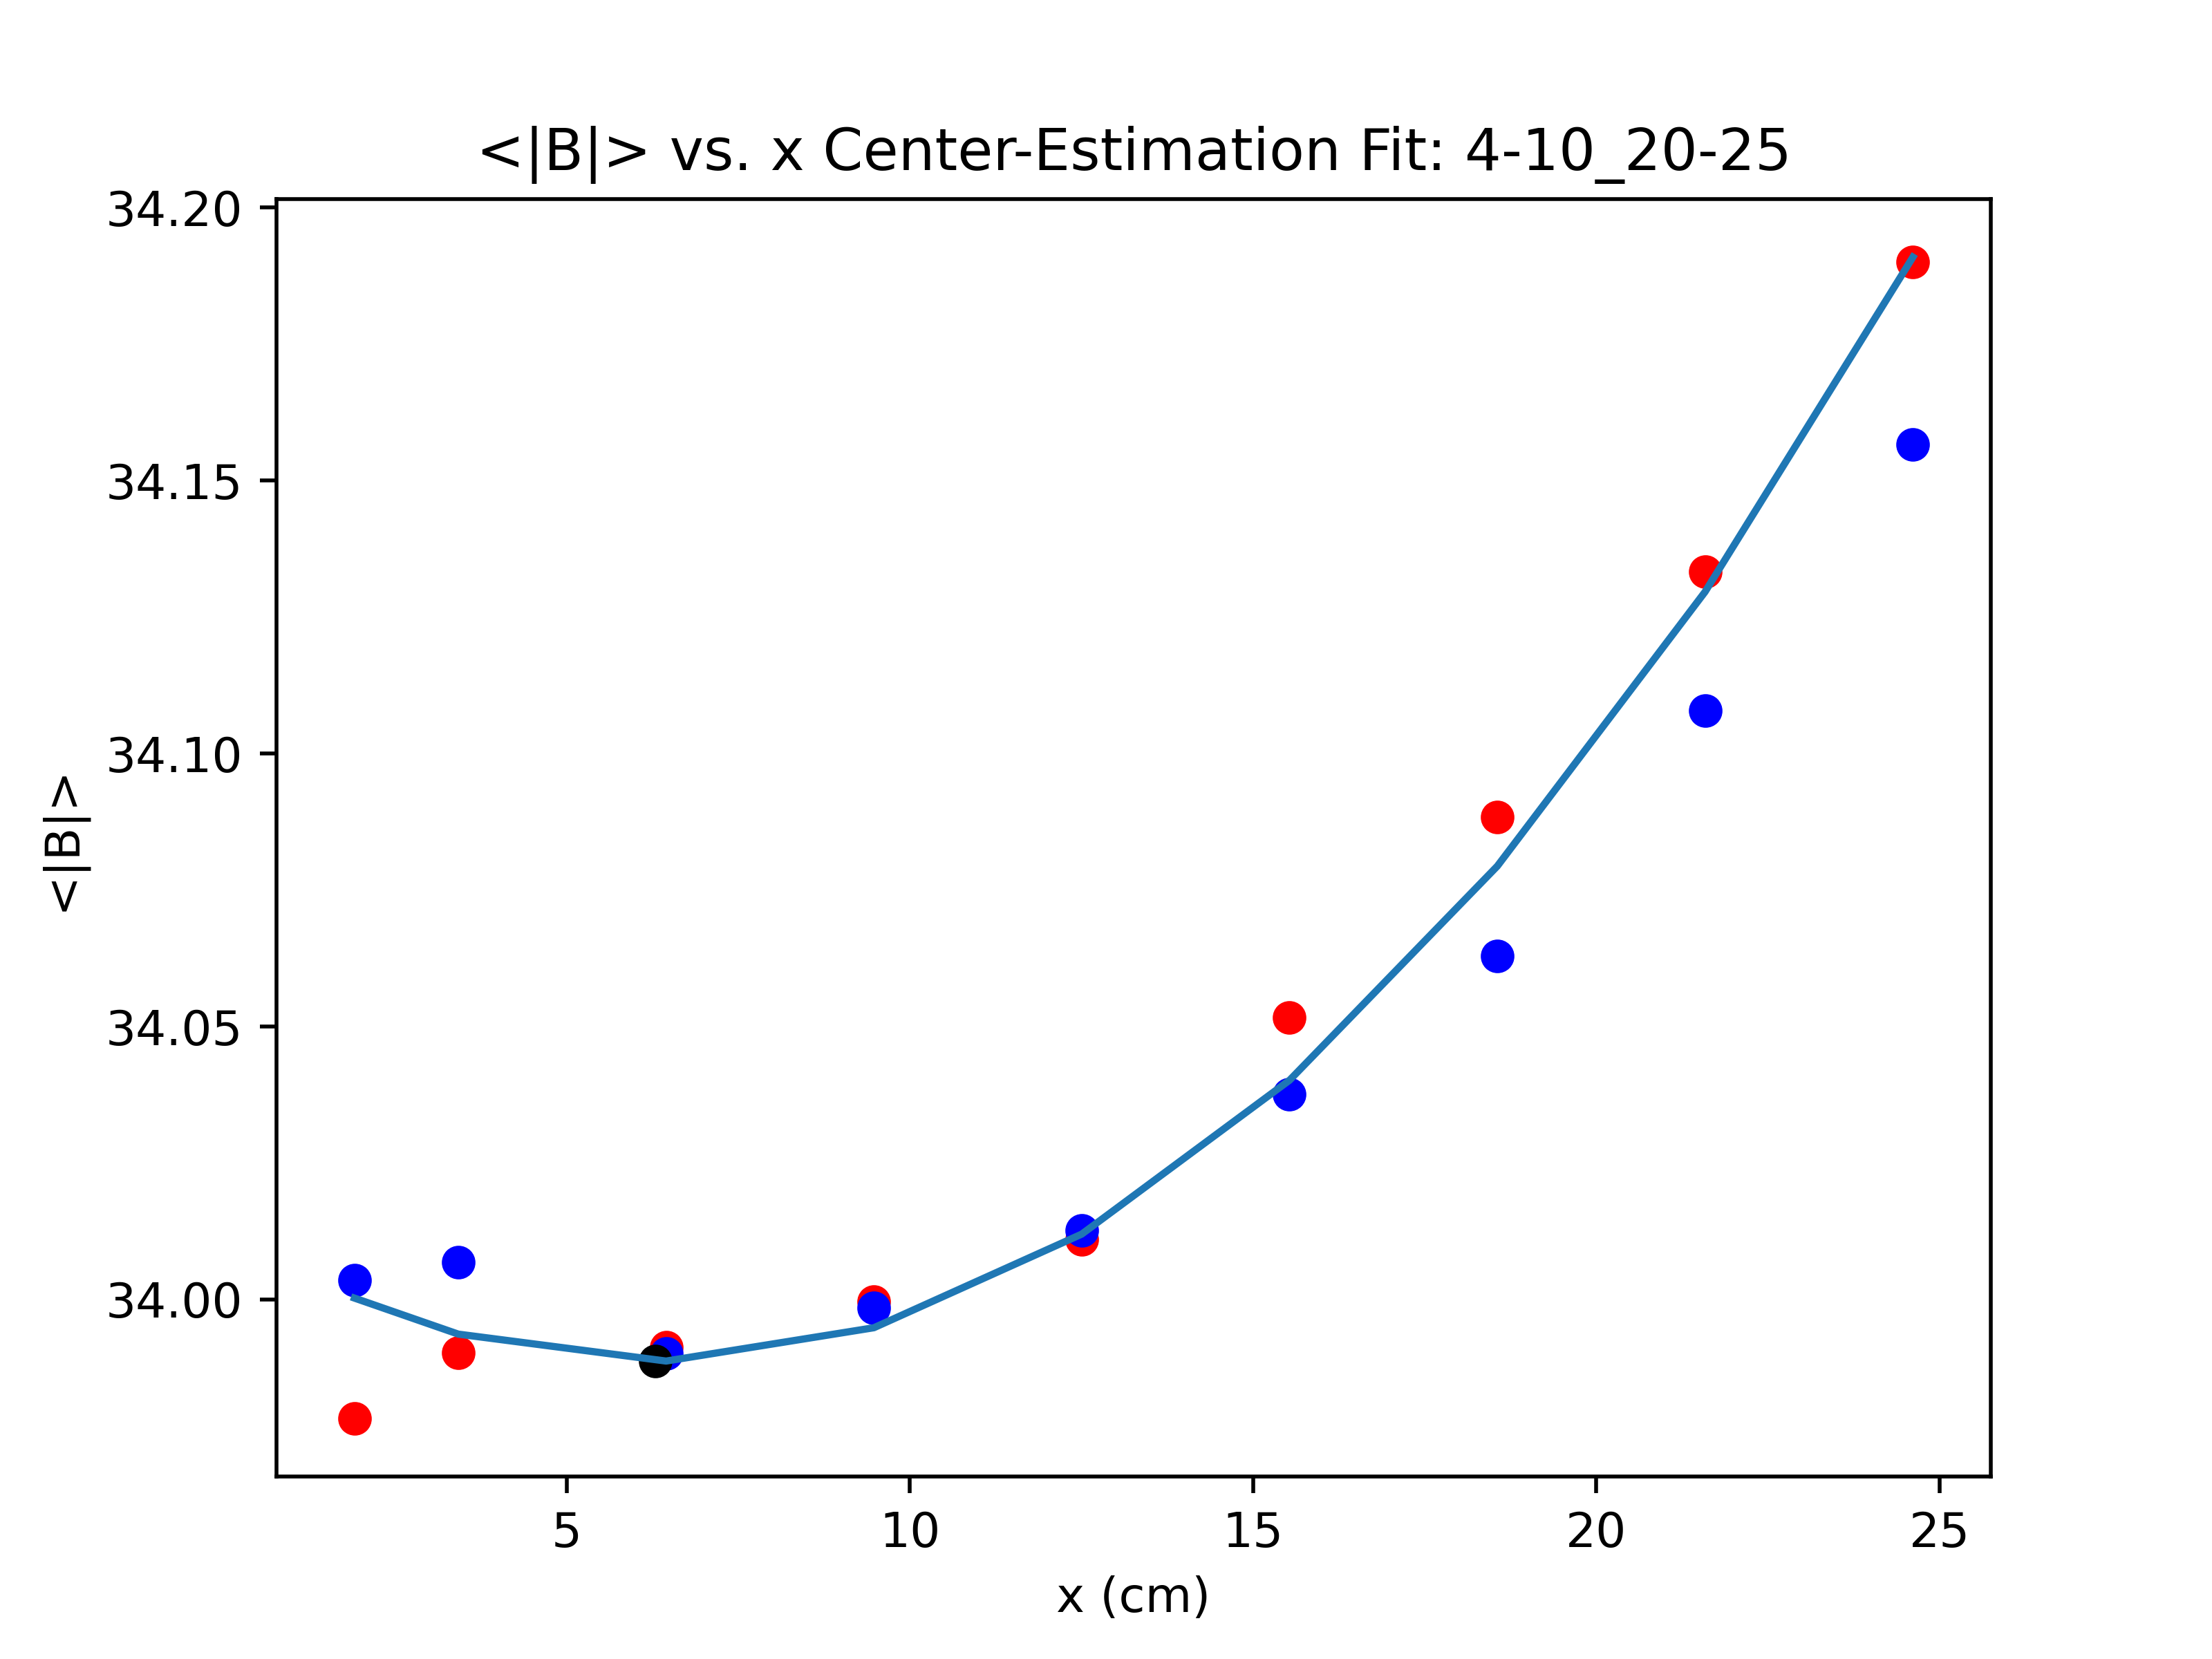 <|B|> vs. x Center-Estimation Fit: 4-10_20-25
34.20
34.15
34.10
34.05
34.00
<|B|>
5 10 15 20 25
x (cm)